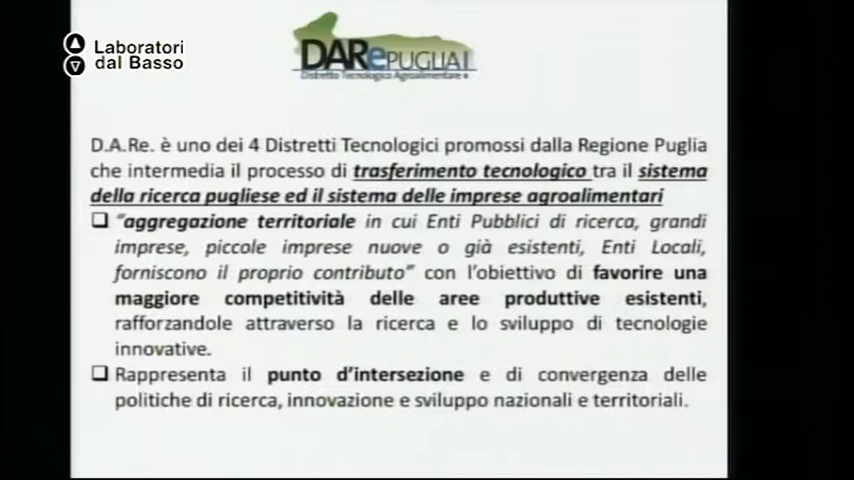 Laboratori
dal Basso
DARePUGLIA
Distretto Tecnologico Agroalimentare
D.A.Re. è uno dei 4 Distretti Tecnologici promossi dalla Regione Puglia
che intermedia il processo di trasferimento tecnologico tra il sistema
della ricerca pugliese ed il sistema delle imprese agroalimentari
“aggregazione territoriale in cui Enti Pubblici di ricerca, grandi
imprese, piccole imprese nuove o già esistenti, Enti Locali,
forniscono il proprio contributo” con l’obiettivo di favorire una
maggiore competitività delle aree produttive esistenti,
rafforzandole attraverso la ricerca e lo sviluppo di tecnologie
innovative.
Rappresenta il punto d’intersezione e di convergenza delle
politiche di ricerca, innovazione e sviluppo nazionali e territoriali.